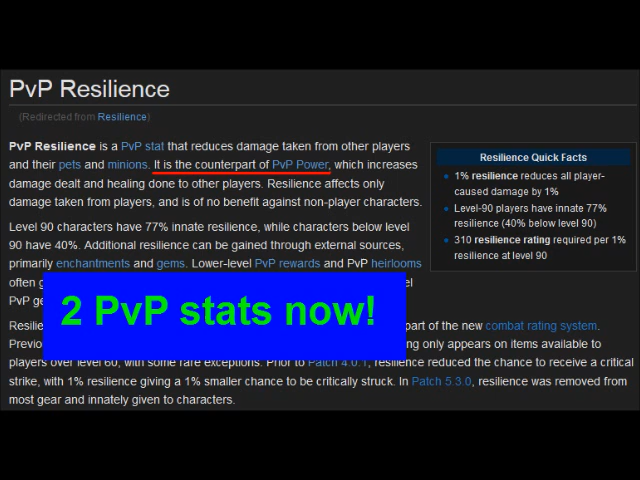 PvP Resilience
(Redirected from Resilience)
PvP Resilience is a PvP stat that reduces damage taken from other players
and their pets and minions. It is the counterpart of PvP Power, which increases
damage dealt and healing done to other players. Resilience affects only
damage taken from players, and is of no benefit against non-player characters.
Level 90 characters have 77% innate resilience, while characters below level
90 have 40%. Additional resilience can be gained through external sources,
primarily enchantments and gems. Lower-level PvP rewards and PvP heirlooms
often
PvP
2 PvP stats now!
part of the new combat rating system.
only appears on items available to
players over level 60, with some rare exceptions. Prior to Patch 4.0.1, resilience reduced the chance to receive a critical
strike, with 1% resilience giving a 1% smaller chance to be critically struck. In Patch 5.3.0, resilience was removed from
most gear and innately given to characters.
Resilience Quick Facts
1% resilience reduces all player-
caused damage by 1%
Level-90 players have innate 77%
resilience (40% below level 90)
310 resilience rating required per 1%
resilience at level 90